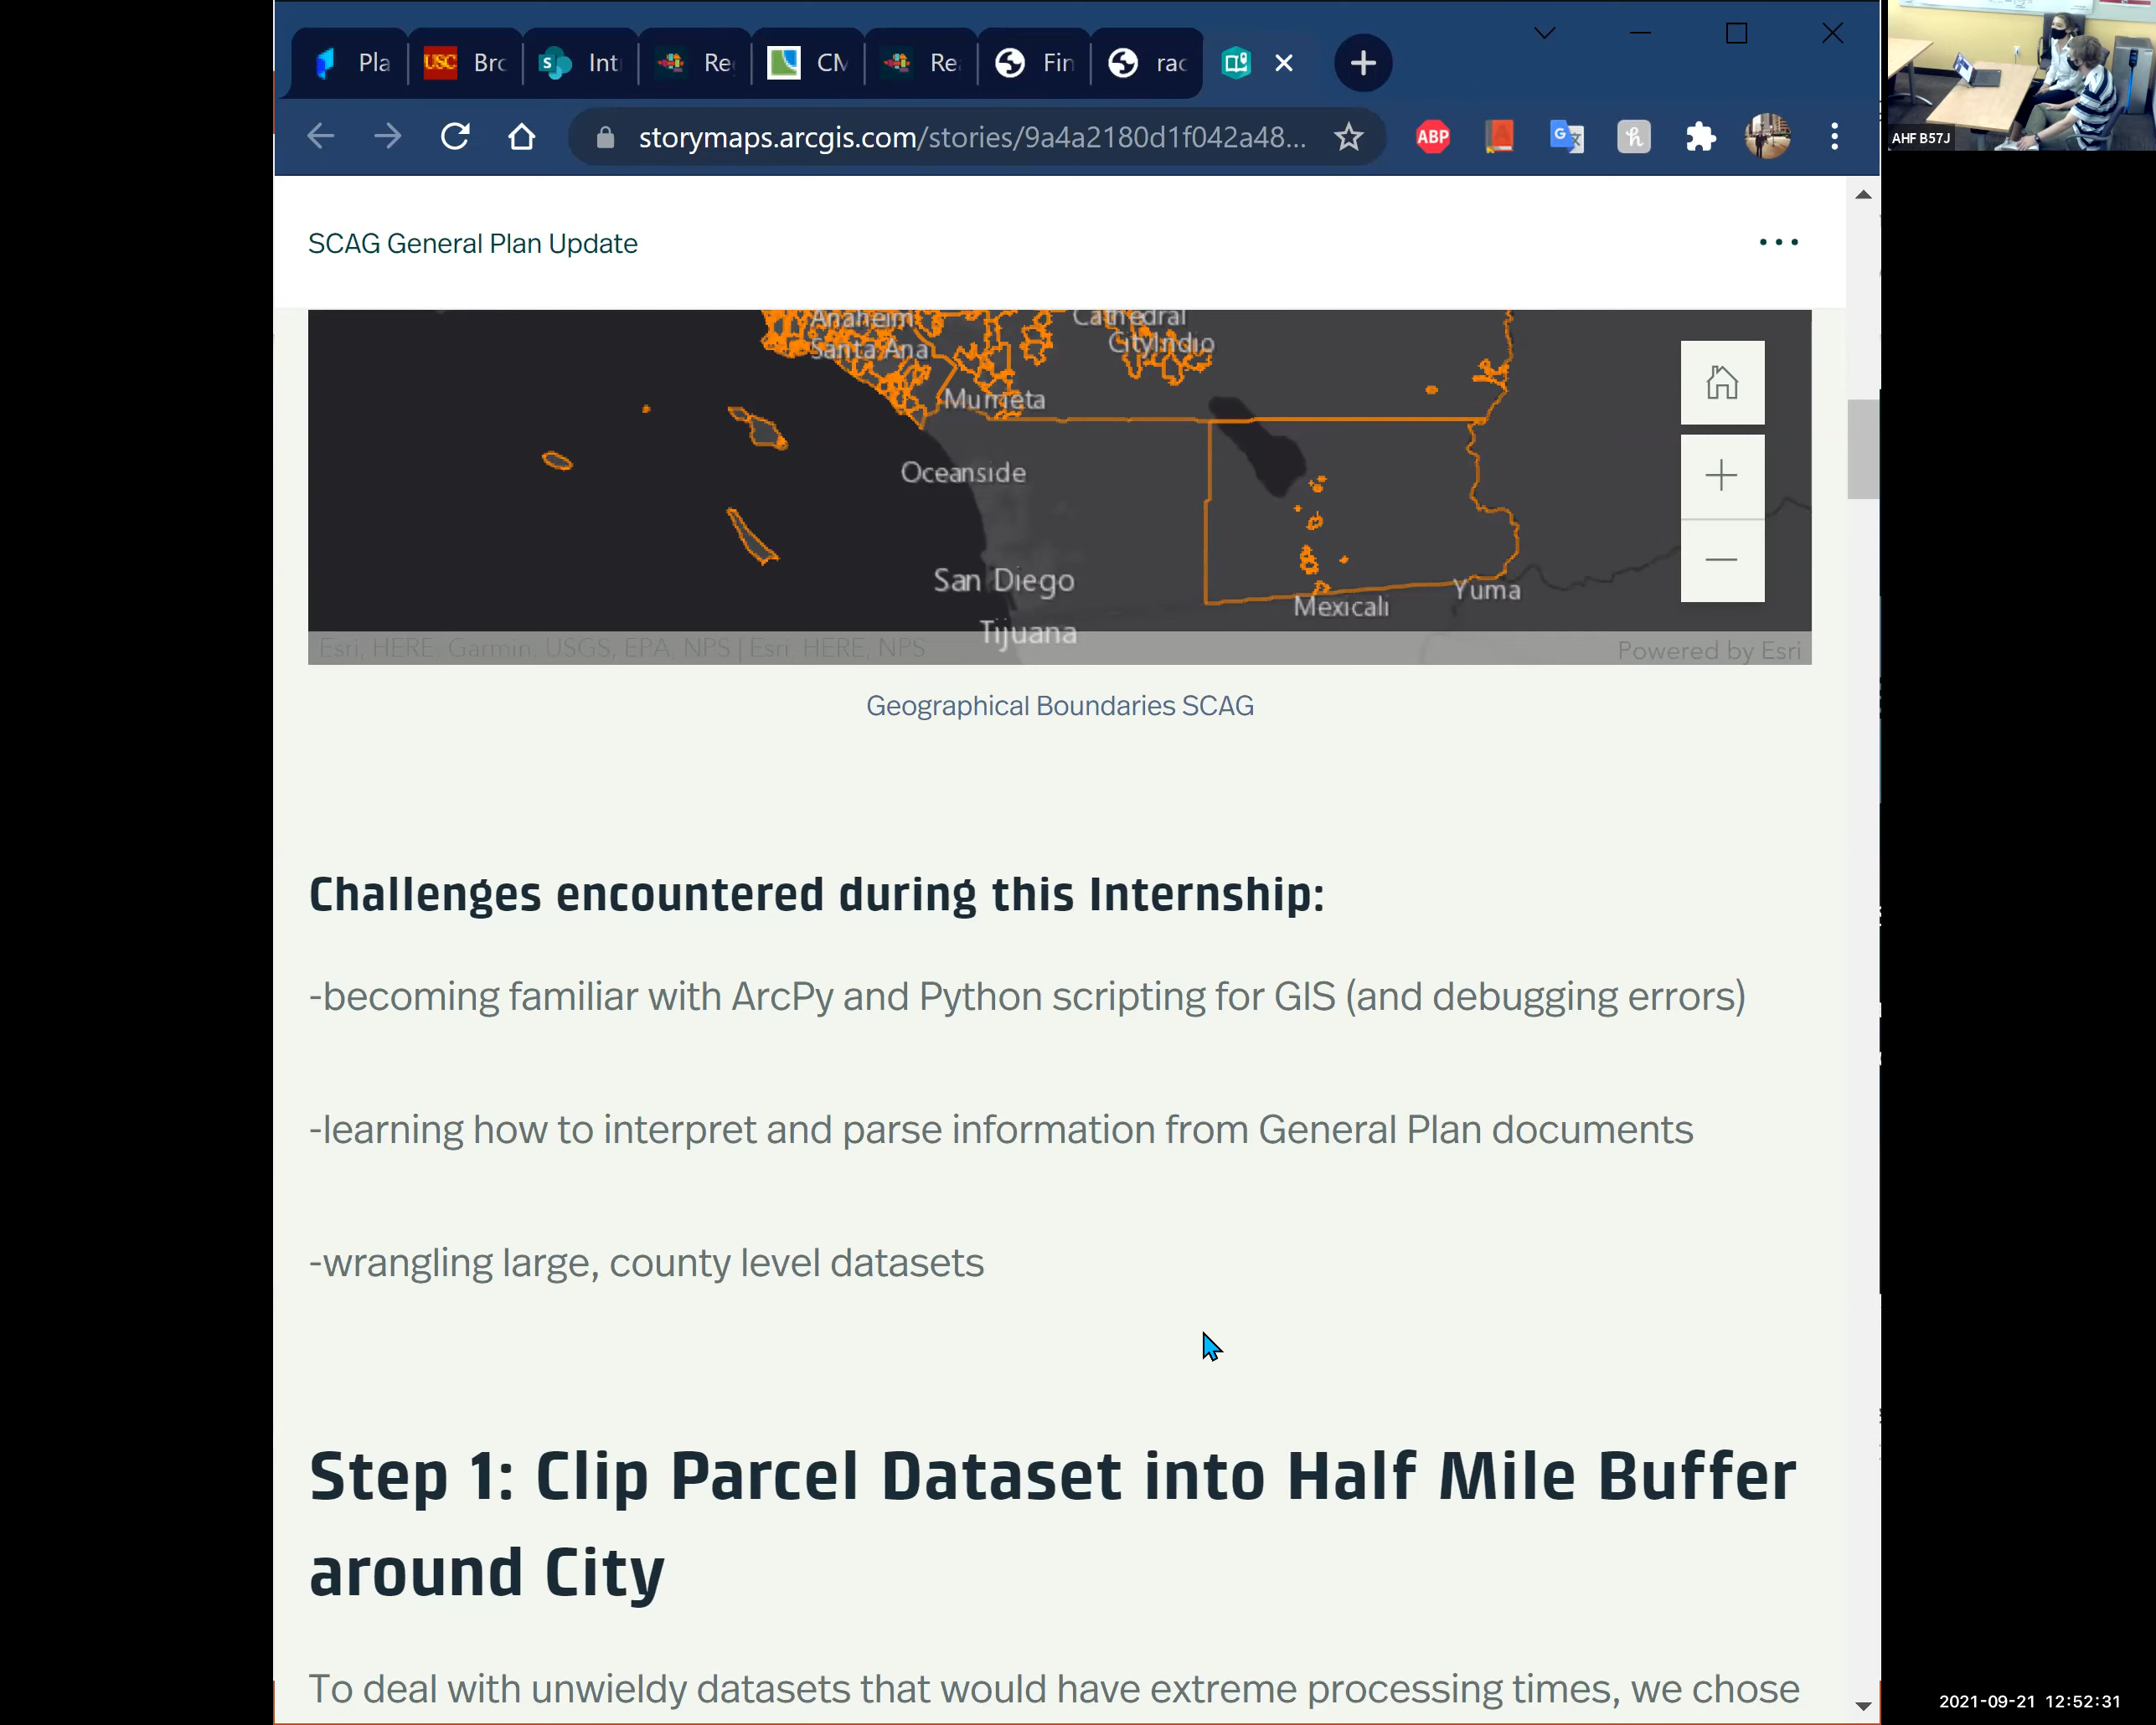 Pla
USC
Brc
S
Int
Re
CM
Re
Fin
rac
storymaps.arcgis.com/stories/9a4a2180d1f042a48...
ABP
G
h
AHF B57J
SCAG General Plan Update
Anaheim
Santa Ana
Cathedral
City
Indio
Murrieta
Oceanside
San Diego
Tijuana
Mexicali
Yuma
Esri, HERE, Garmin, USGS, EPA, NPS | Esri, HERE, NPS
Powered by Esri
Geographical Boundaries SCAG
Challenges encountered during this Internship:
-becoming familiar with ArcPy and Python scripting for GIS (and debugging errors)
-learning how to interpret and parse information from General Plan documents
-wrangling large, county level datasets
Step 1: Clip Parcel Dataset into Half Mile Buffer
around City
To deal with unwieldy datasets that would have extreme processing times, we chose
2021-09-21 12:52:31